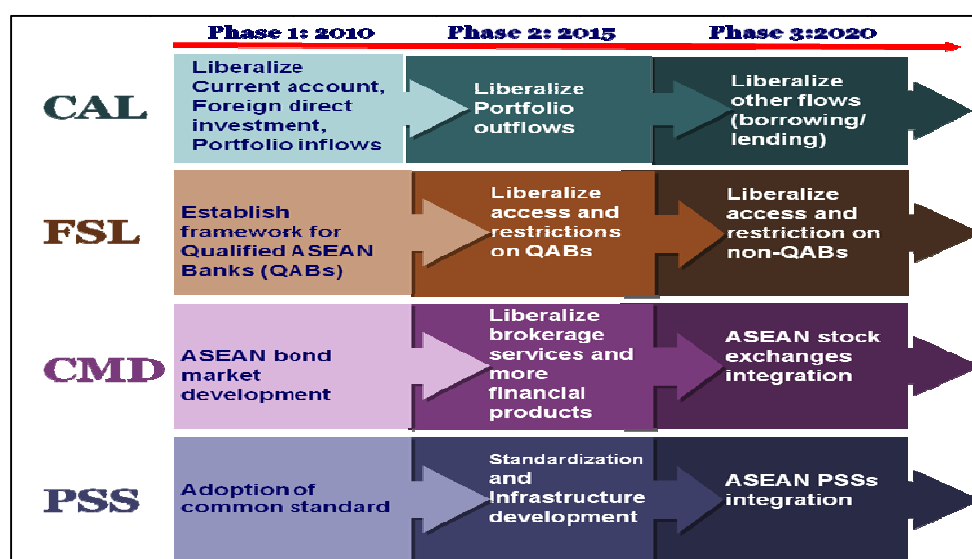 Phase 1: 2010
Phase 2: 2015
Phase 3:2020
CAL
Liberalize
Current account,
Foreign direct
investment,
Portfolio inflows
Liberalize
Portfolio
outflows
Liberalize
other flows
(borrowing/
lending)
FSL
Establish
framework for
Qualified ASEAN
Banks (QABs)
Liberalize
access and
restrictions
on QABs
Liberalize
access and
restriction on
non-QABs
CMD
ASEAN bond
market
development
Liberalize
brokerage
services and
more
financial
products
ASEAN stock
exchanges
integration
PSS
Adoption of
common standard
Standardization
and
Infrastructure
development
ASEAN PSSs
integration